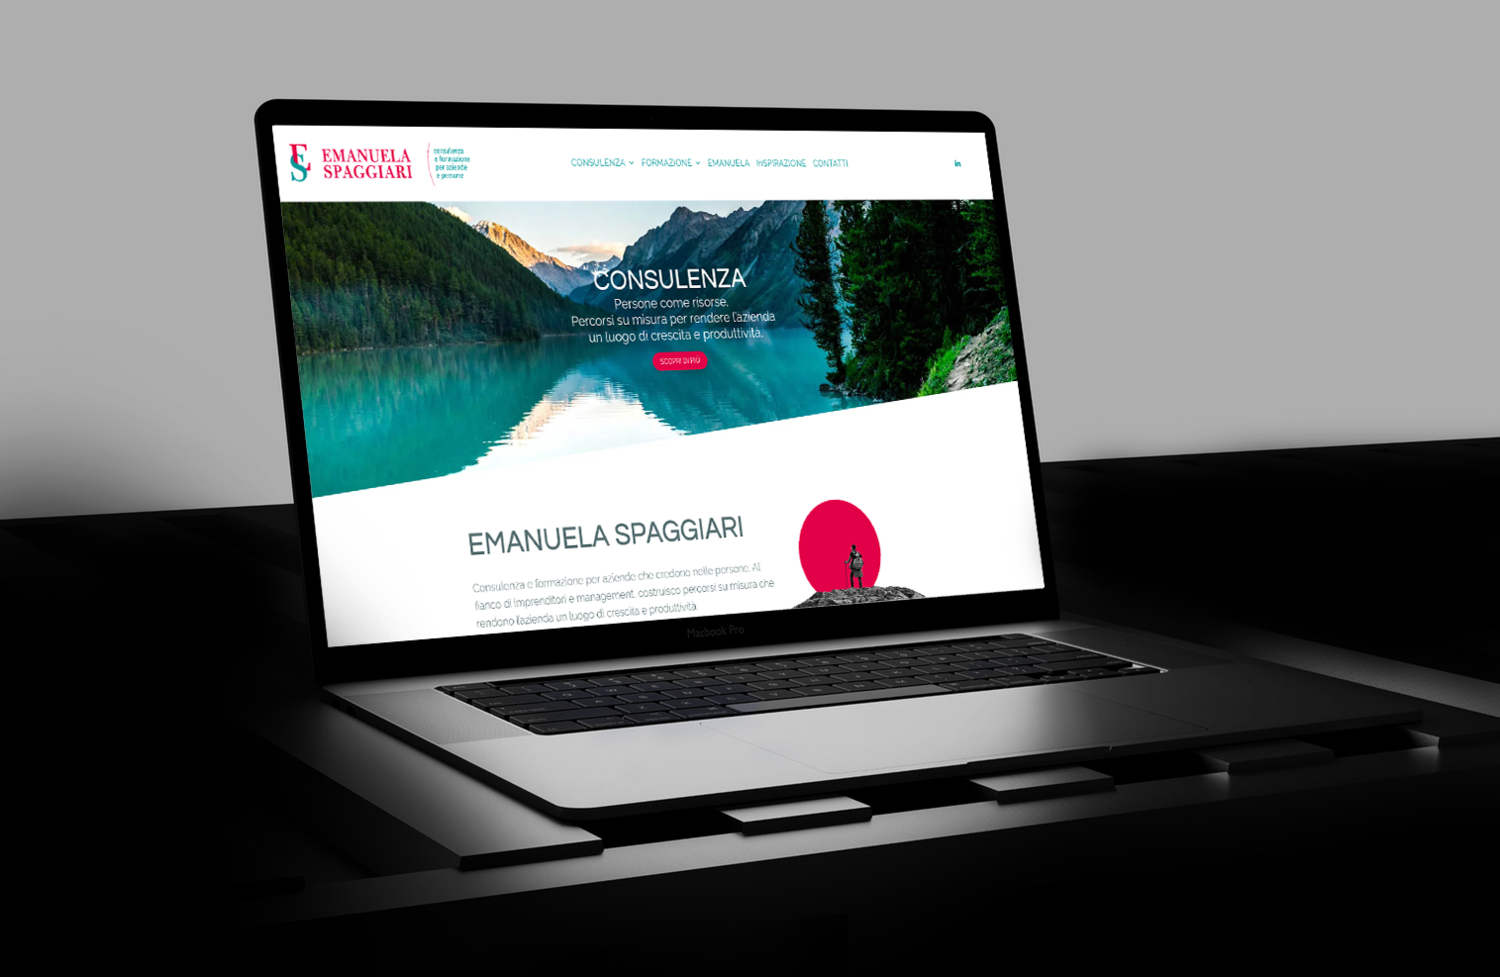 ES
EMANUELA
SPAGGIARI
consulenza
e formazione
per aziende
e persone
CONSULENZA FORMAZIONE EMANUELA InSPIRAZIONE CONTATTI
in
CONSULENZA
Persone come risorse.
Percorsi su misura per rendere l'azienda
un luogo di crescita e produttività.
SCOPRI DI PIÙ
EMANUELA SPAGGIARI
Consulenza e formazione per aziende che credono nelle persone. Al
fianco di imprenditori e management, costruisco percorsi su misura che
rendono l'azienda un luogo di crescita e produttività.
Macbook Pro